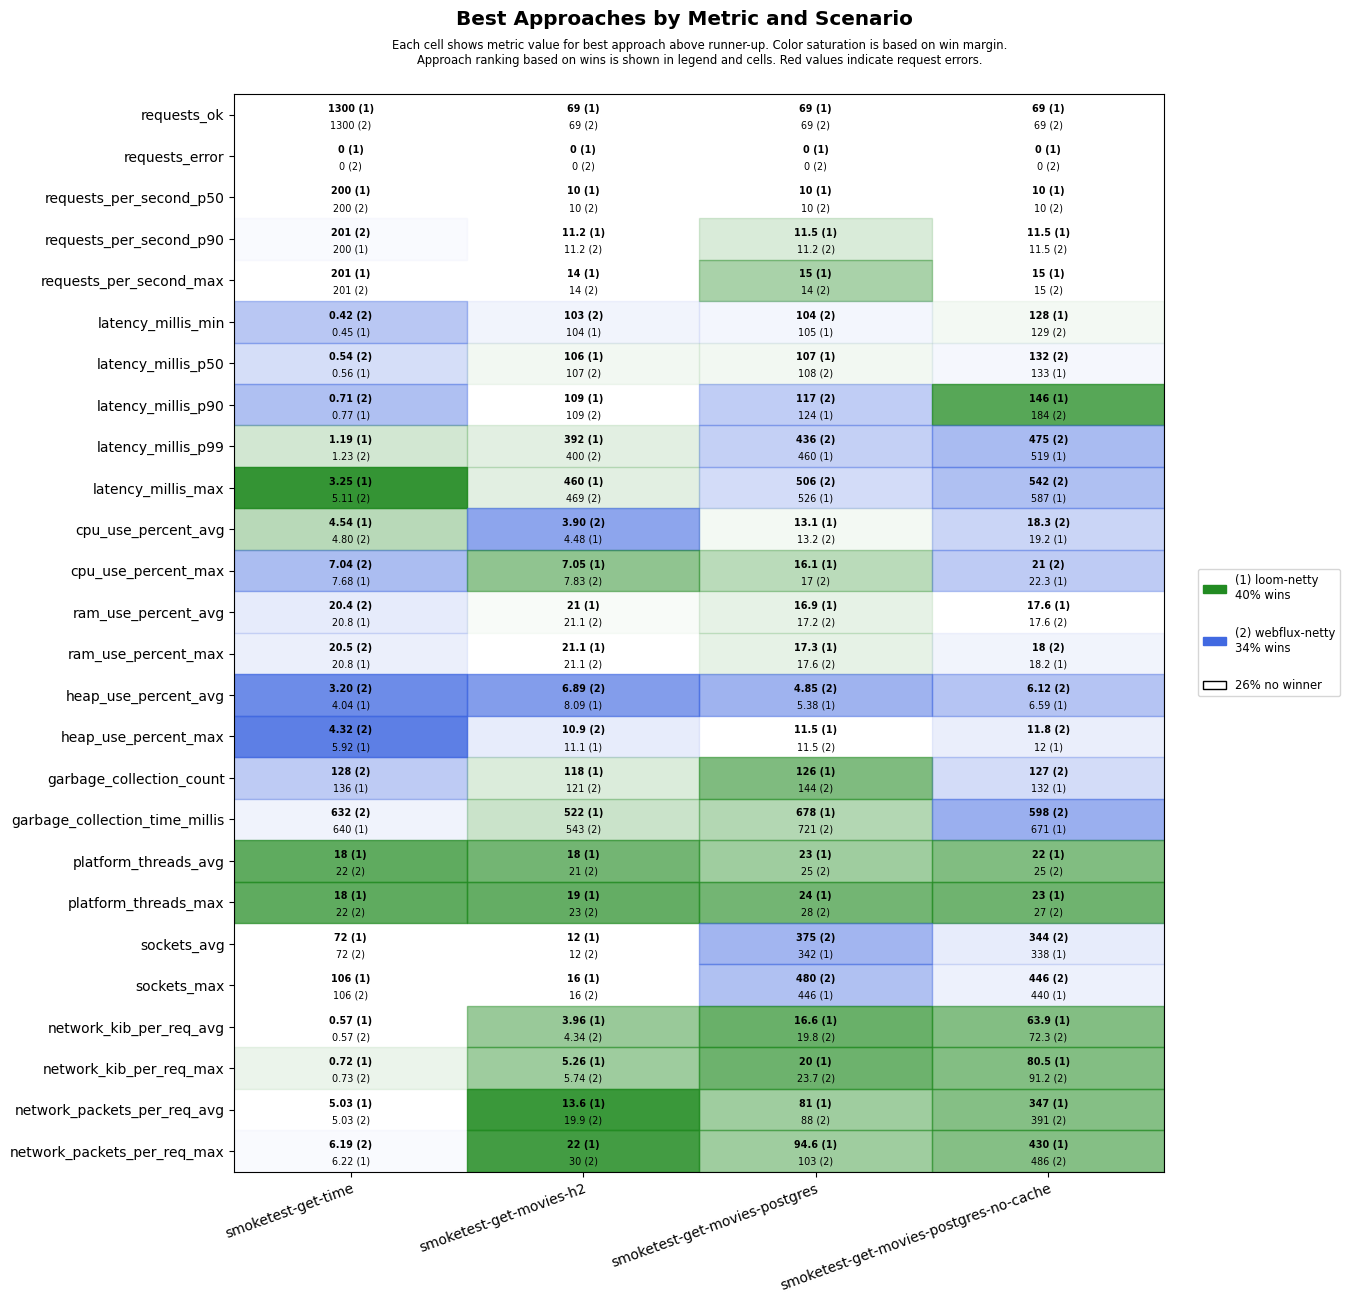 Best Approaches by Metric and Scenario
Each cell shows metric value for best approach above runner-up. Color saturation is based on win margin.
Approach ranking based on wins is shown in legend and cells. Red values indicate request errors.
requests_ok
1300 (1) 69 (1) 69 (1) 69 (1)
1300 (2) 69 (2) 69 (2) 69 (2)
requests_error
0 (1) 0 (1) 0 (1) 0 (1)
0 (2) 0 (2) 0 (2) 0 (2)
requests_per_second_p50
200 (1) 10 (1) 10 (1) 10 (1)
200 (2) 10 (2) 10 (2) 10 (2)
requests_per_second_p90
201 (2) 11.2 (1) 11.5 (1) 11.5 (1)
200 (1) 11.2 (2) 11.2 (2) 11.5 (2)
requests_per_second_max
201 (1) 14 (1) 15 (1) 15 (1)
201 (2) 14 (2) 14 (2) 15 (2)
latency_millis_min
0.42 (2) 103 (2) 104 (2) 128 (1)
0.45 (1) 104 (1) 105 (1) 129 (2)
latency_millis_p50
0.54 (2) 106 (1) 107 (1) 132 (2)
0.56 (1) 107 (2) 108 (2) 133 (1)
latency_millis_p90
0.71 (2) 109 (1) 117 (2) 146 (1)
0.77 (1) 109 (2) 124 (1) 184 (2)
latency_millis_p99
1.19 (1) 392 (1) 436 (2) 475 (2)
1.23 (2) 400 (2) 460 (1) 519 (1)
latency_millis_max
3.25 (1) 460 (1) 506 (2) 542 (2)
5.11 (2) 469 (2) 526 (1) 587 (1)
cpu_use_percent_avg
4.54 (1) 3.90 (2) 13.1 (1) 18.3 (2)
4.80 (2) 4.48 (1) 13.2 (2) 19.2 (1)
cpu_use_percent_max
7.04 (2) 7.05 (1) 16.1 (1) 21 (2)
7.68 (1) 7.83 (2) 17 (2) 22.3 (1)
ram_use_percent_avg
20.4 (2) 21 (1) 16.9 (1) 17.6 (1)
20.8 (1) 21.1 (2) 17.2 (2) 17.6 (2)
ram_use_percent_max
20.5 (2) 21.1 (1) 17.3 (1) 18 (2)
20.8 (1) 21.1 (2) 17.6 (2) 18.2 (1)
heap_use_percent_avg
3.20 (2) 6.89 (2) 4.85 (2) 6.12 (2)
4.04 (1) 8.09 (1) 5.38 (1) 6.59 (1)
heap_use_percent_max
4.32 (2) 10.9 (2) 11.5 (1) 11.8 (2)
5.92 (1) 11.1 (1) 11.5 (2) 12 (1)
garbage_collection_count
128 (2) 118 (1) 126 (1) 127 (2)
136 (1) 121 (2) 144 (2) 132 (1)
garbage_collection_time_millis
632 (2) 522 (1) 678 (1) 598 (2)
640 (1) 543 (2) 721 (2) 671 (1)
platform_threads_avg
18 (1) 18 (1) 23 (1) 22 (1)
22 (2) 21 (2) 25 (2) 25 (2)
platform_threads_max
18 (1) 19 (1) 24 (1) 23 (1)
22 (2) 23 (2) 28 (2) 27 (2)
sockets_avg
72 (1) 12 (1) 375 (2) 344 (2)
72 (2) 12 (2) 342 (1) 338 (1)
sockets_max
106 (1) 16 (1) 480 (2) 446 (2)
106 (2) 16 (2) 446 (1) 440 (1)
network_kib_per_req_avg
0.57 (1) 3.96 (1) 16.6 (1) 63.9 (1)
0.57 (2) 4.34 (2) 19.8 (2) 72.3 (2)
network_kib_per_req_max
0.72 (1) 5.26 (1) 20 (1) 80.5 (1)
0.73 (2) 5.74 (2) 23.7 (2) 91.2 (2)
network_packets_per_req_avg
5.03 (1) 13.6 (1) 81 (1) 347 (1)
5.03 (2) 19.9 (2) 88 (2) 391 (2)
network_packets_per_req_max
6.19 (2) 22 (1) 94.6 (1) 430 (1)
6.22 (1) 30 (2) 103 (2) 486 (2)
smoketest-get-time
smoketest-get-movies-h2
smoketest-get-movies-postgres
smoketest-get-movies-postgres-no-cache
(1) loom-netty
40% wins
(2) webflux-netty
34% wins
26% no winner